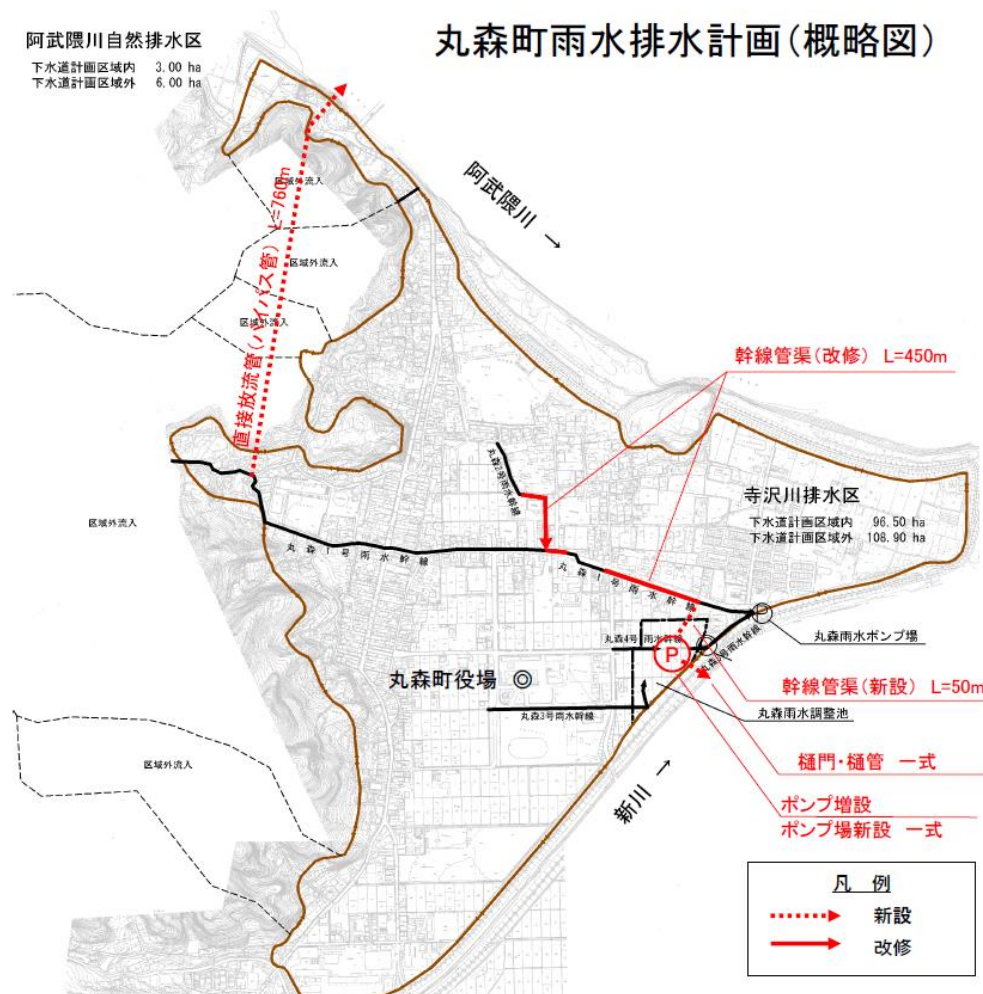 丸森町雨水排水計画(概略図)
阿武隈川自然排水区
下水道計画区域内 3.00 ha
下水道計画区域外 6.00 ha
阿武隈川 →
区域外流入
区域外流入
区域外流入
直接放流管(バイパス管) L=760m
幹線管渠(改修) L=450m
丸森2号雨水幹線
寺沢川排水区
下水道計画区域内 96.50 ha
下水道計画区域外 108.90 ha
区域外流入
丸森1号雨水幹線
丸森1号雨水幹線
丸森雨水ポンプ場
丸森4号雨水幹線
P
丸森町役場 ◎
幹線管渠(新設) L=50m
丸森雨水調整池
丸森3号雨水幹線
樋門・樋管 一式
区域外流入
新川 →
ポンプ増設
ポンプ場新設 一式
凡 例
新設
改修